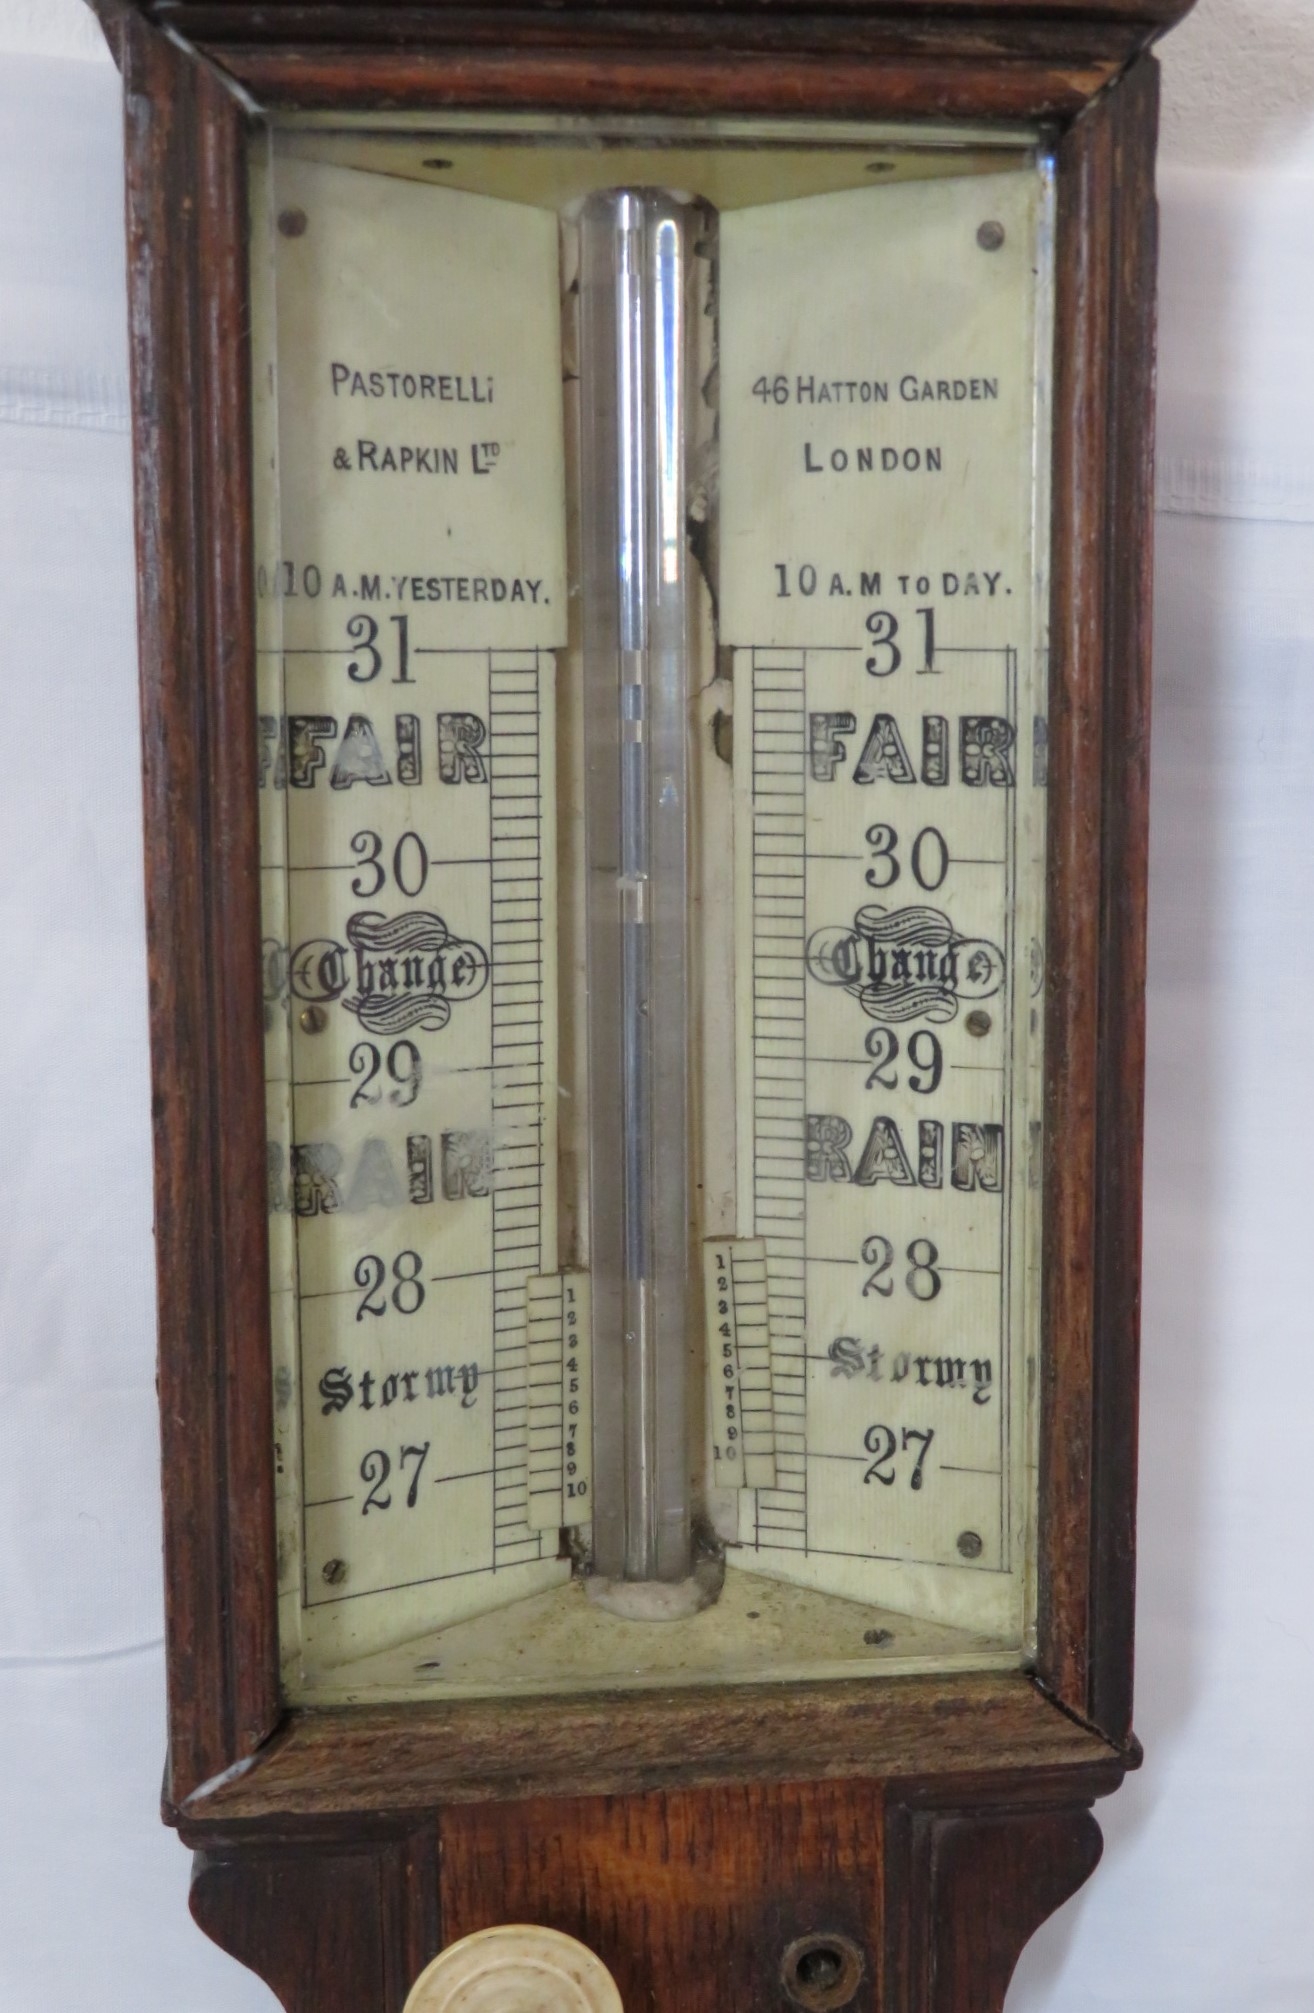 PASTORELLI
& RAPKIN LTD
10 A.M. YESTERDAY.
31
FAIR
30
Change
29
RAIN
28
Stormy
27
1
2
3
4
5
6
7
8
9
10
46 HATTON GARDEN
LONDON
10 A.M TO DAY.
31
FAIR
30
Change
29
RAIN
28
Stormy
27
1
2
3
4
5
6
7
8
9
10